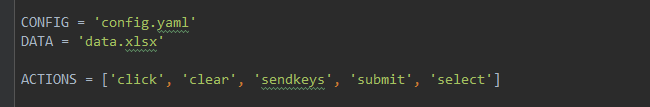 CONFIG = 'config.yaml'
DATA = 'data.xlsx'
ACTIONS = ['click', 'clear', 'sendkeys', 'submit', 'select']